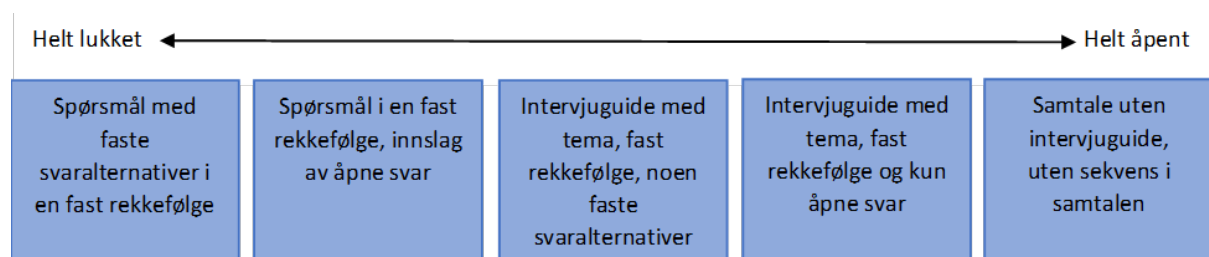 Helt lukket
Helt åpent
Spørsmål med
faste
svaralternativer i
en fast rekkefølge
Spørsmål i en fast
rekkefølge, innslag
av åpne svar
Intervjuguide med
tema, fast
rekkefølge, noen
faste
svaralternativer
Intervjuguide med
tema, fast
rekkefølge og kun
åpne svar
Samtale uten
intervjuguide,
uten sekvens i
samtalen